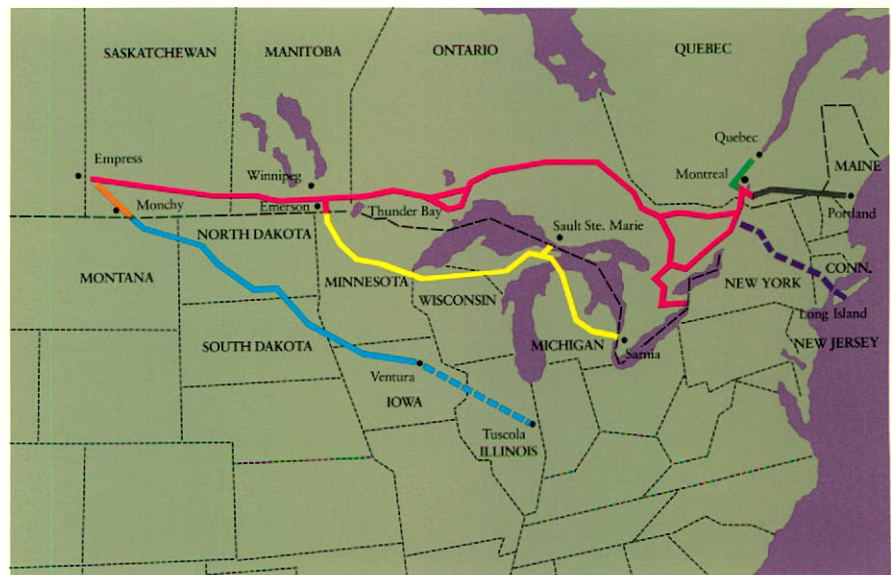 SASKATCHEWAN
MANITOBA
ONTARIO
QUEBEC
Quebec
Empress
Winnipeg
Montreal
MAINE
Monchy
Emerson
Thunder Bay
Portland
Sault Ste. Marie
NORTH DAKOTA
CONN.
MONTANA
MINNESOTA
NEW YORK
WISCONSIN
Long Island
SOUTH DAKOTA
MICHIGAN
Sarnia
NEW JERSEY
Ventura
IOWA
Tuscola
ILLINOIS